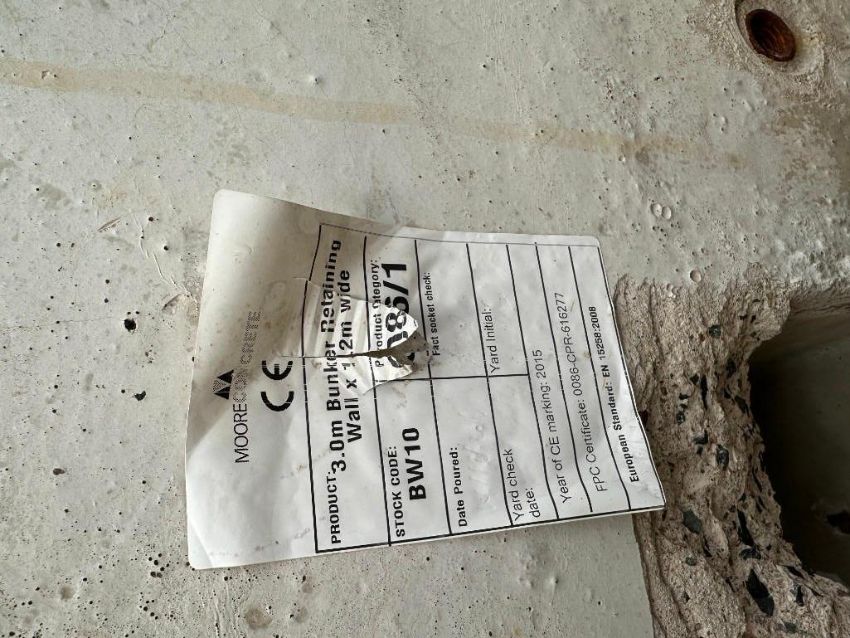 MOORECONCRETE
CE
PRODUCT:
3.0m Bunker Retaining
Wall x 1.2m wide
STOCK CODE:
BW10
Product Category:
086/1
Date Poured:
Fact socket check:
Yard check
date:
Yard Initial:
Year of CE marking: 2015
FPC Certificate: 0086-CPR-616277
European Standard: EN 15258:2008